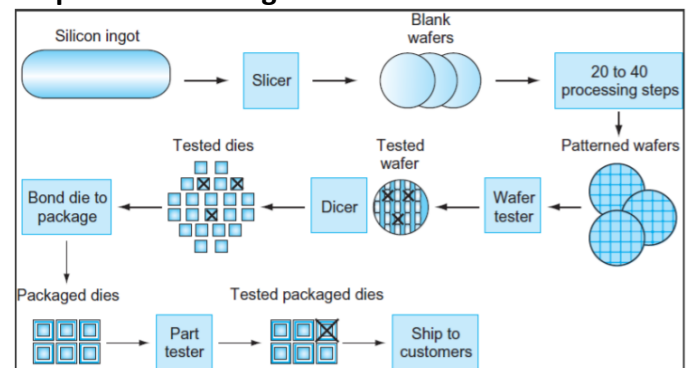 Silicon ingot
Slicer
Blank
wafers
20 to 40
processing steps
Tested dies
Tested
wafer
Patterned wafers
Bond die to
package
Dicer
Wafer
tester
Packaged dies
Tested packaged dies
Part
tester
Ship to
customers